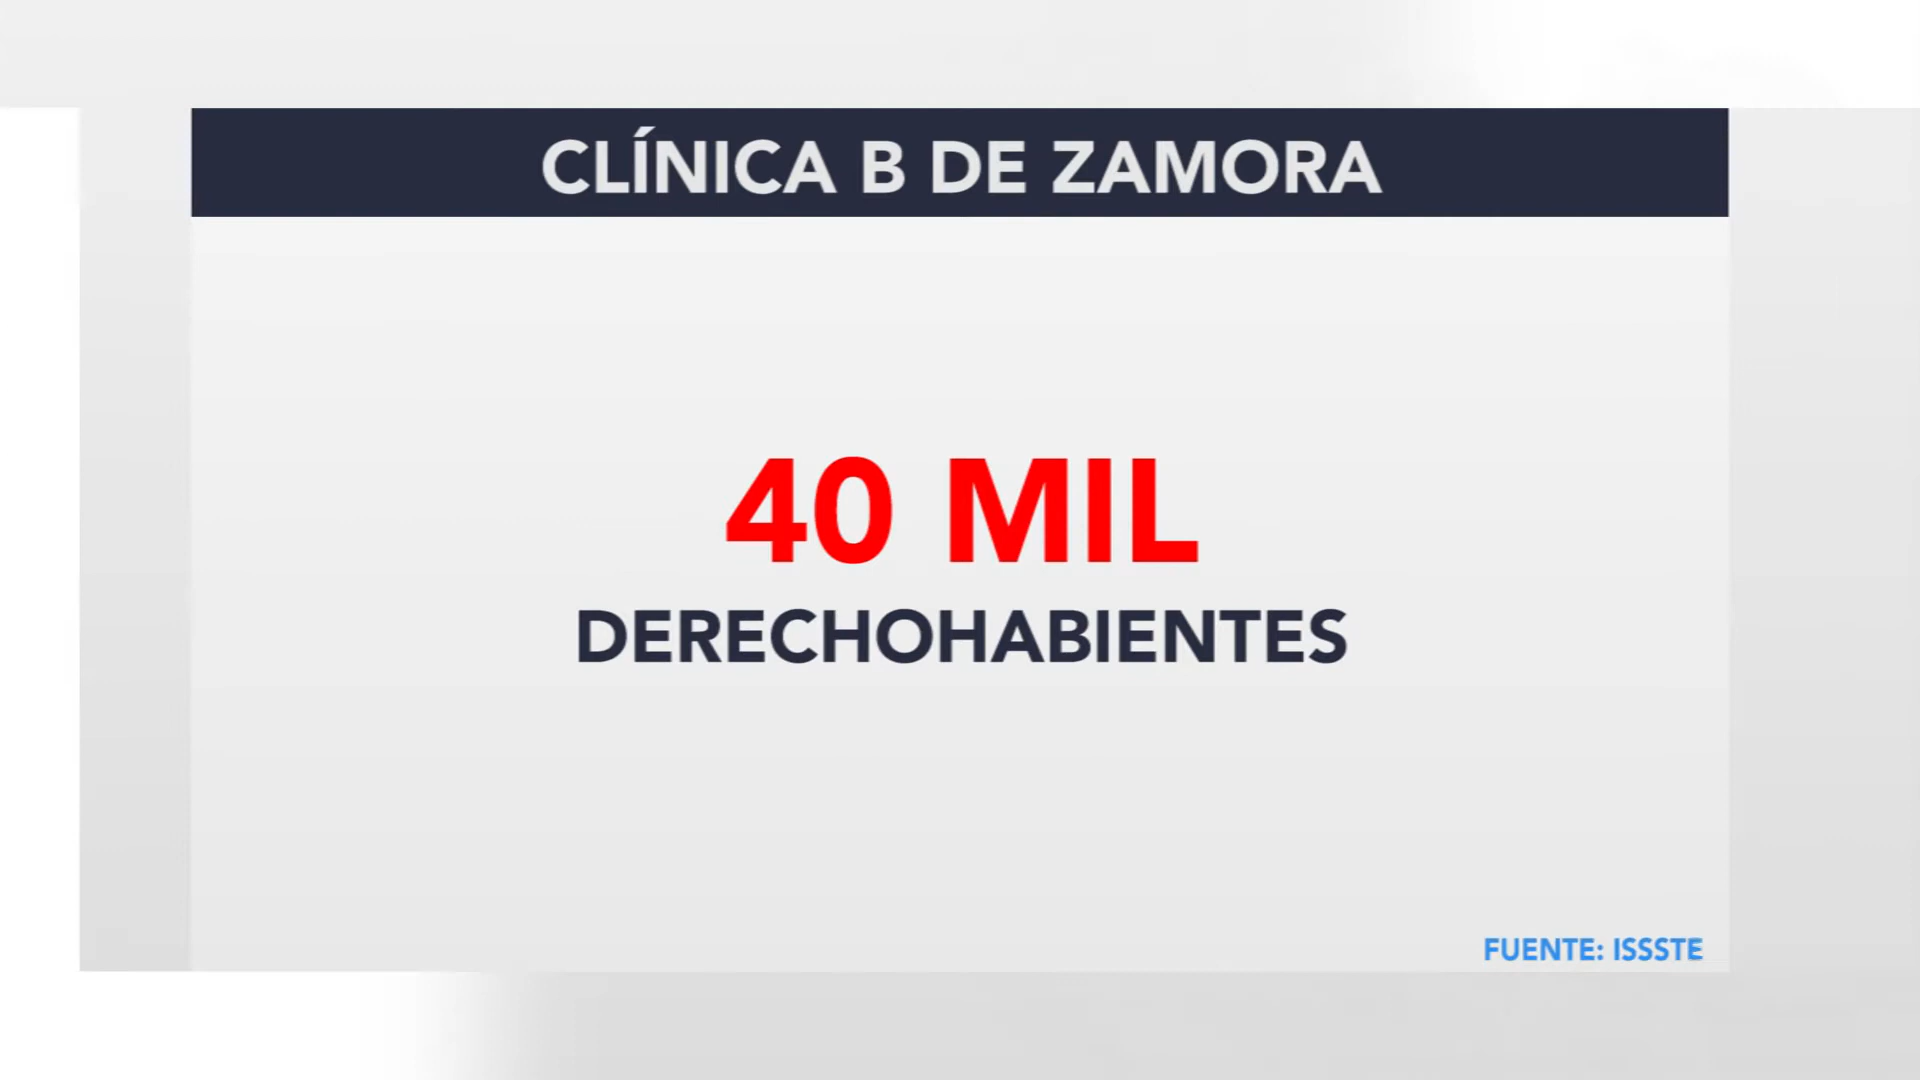 CLÍNICA B DE ZAMORA
40 MIL
DERECHOHABIENTES
FUENTE: ISSSTE